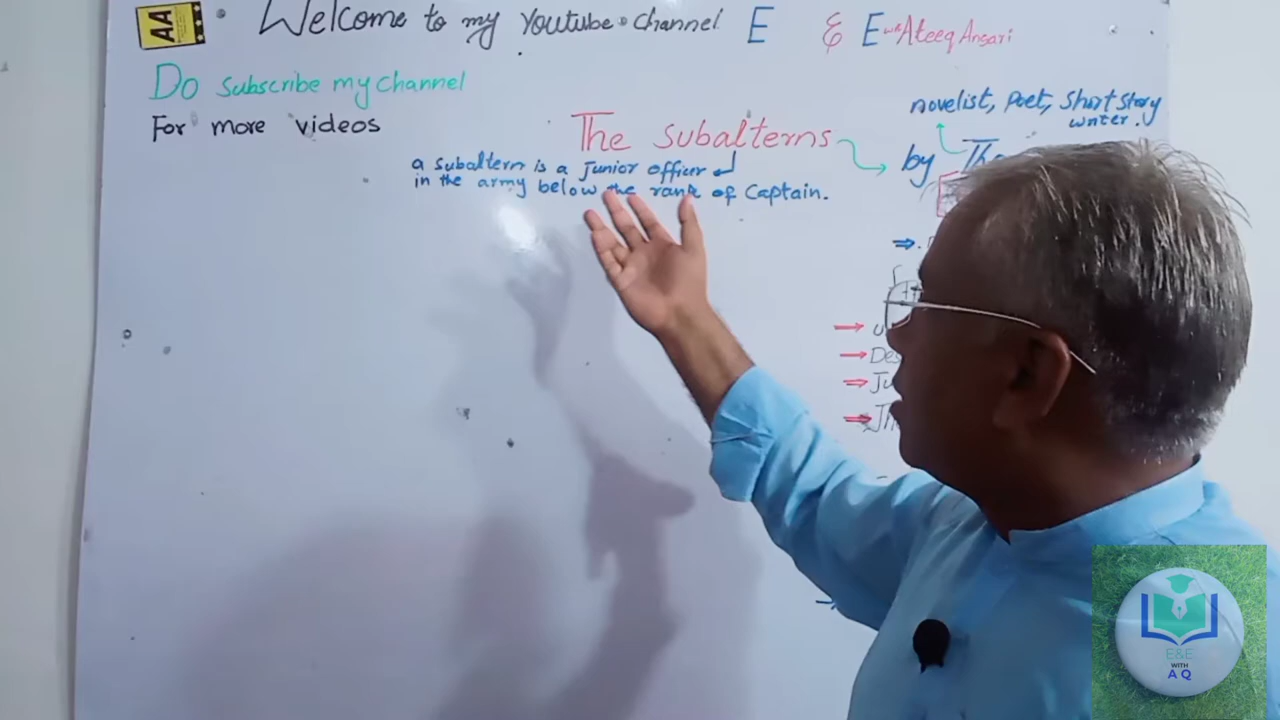 AA
Welcome to my Youtube channel E & E with Ateeq Ansari
Do subscribe my channel
For more videos
novelist, Poet, Short story
writer.
The Subalterns
by
a subaltern is a Junior officer
in the army below the rank of Captain.
E&E
WITH
A Q